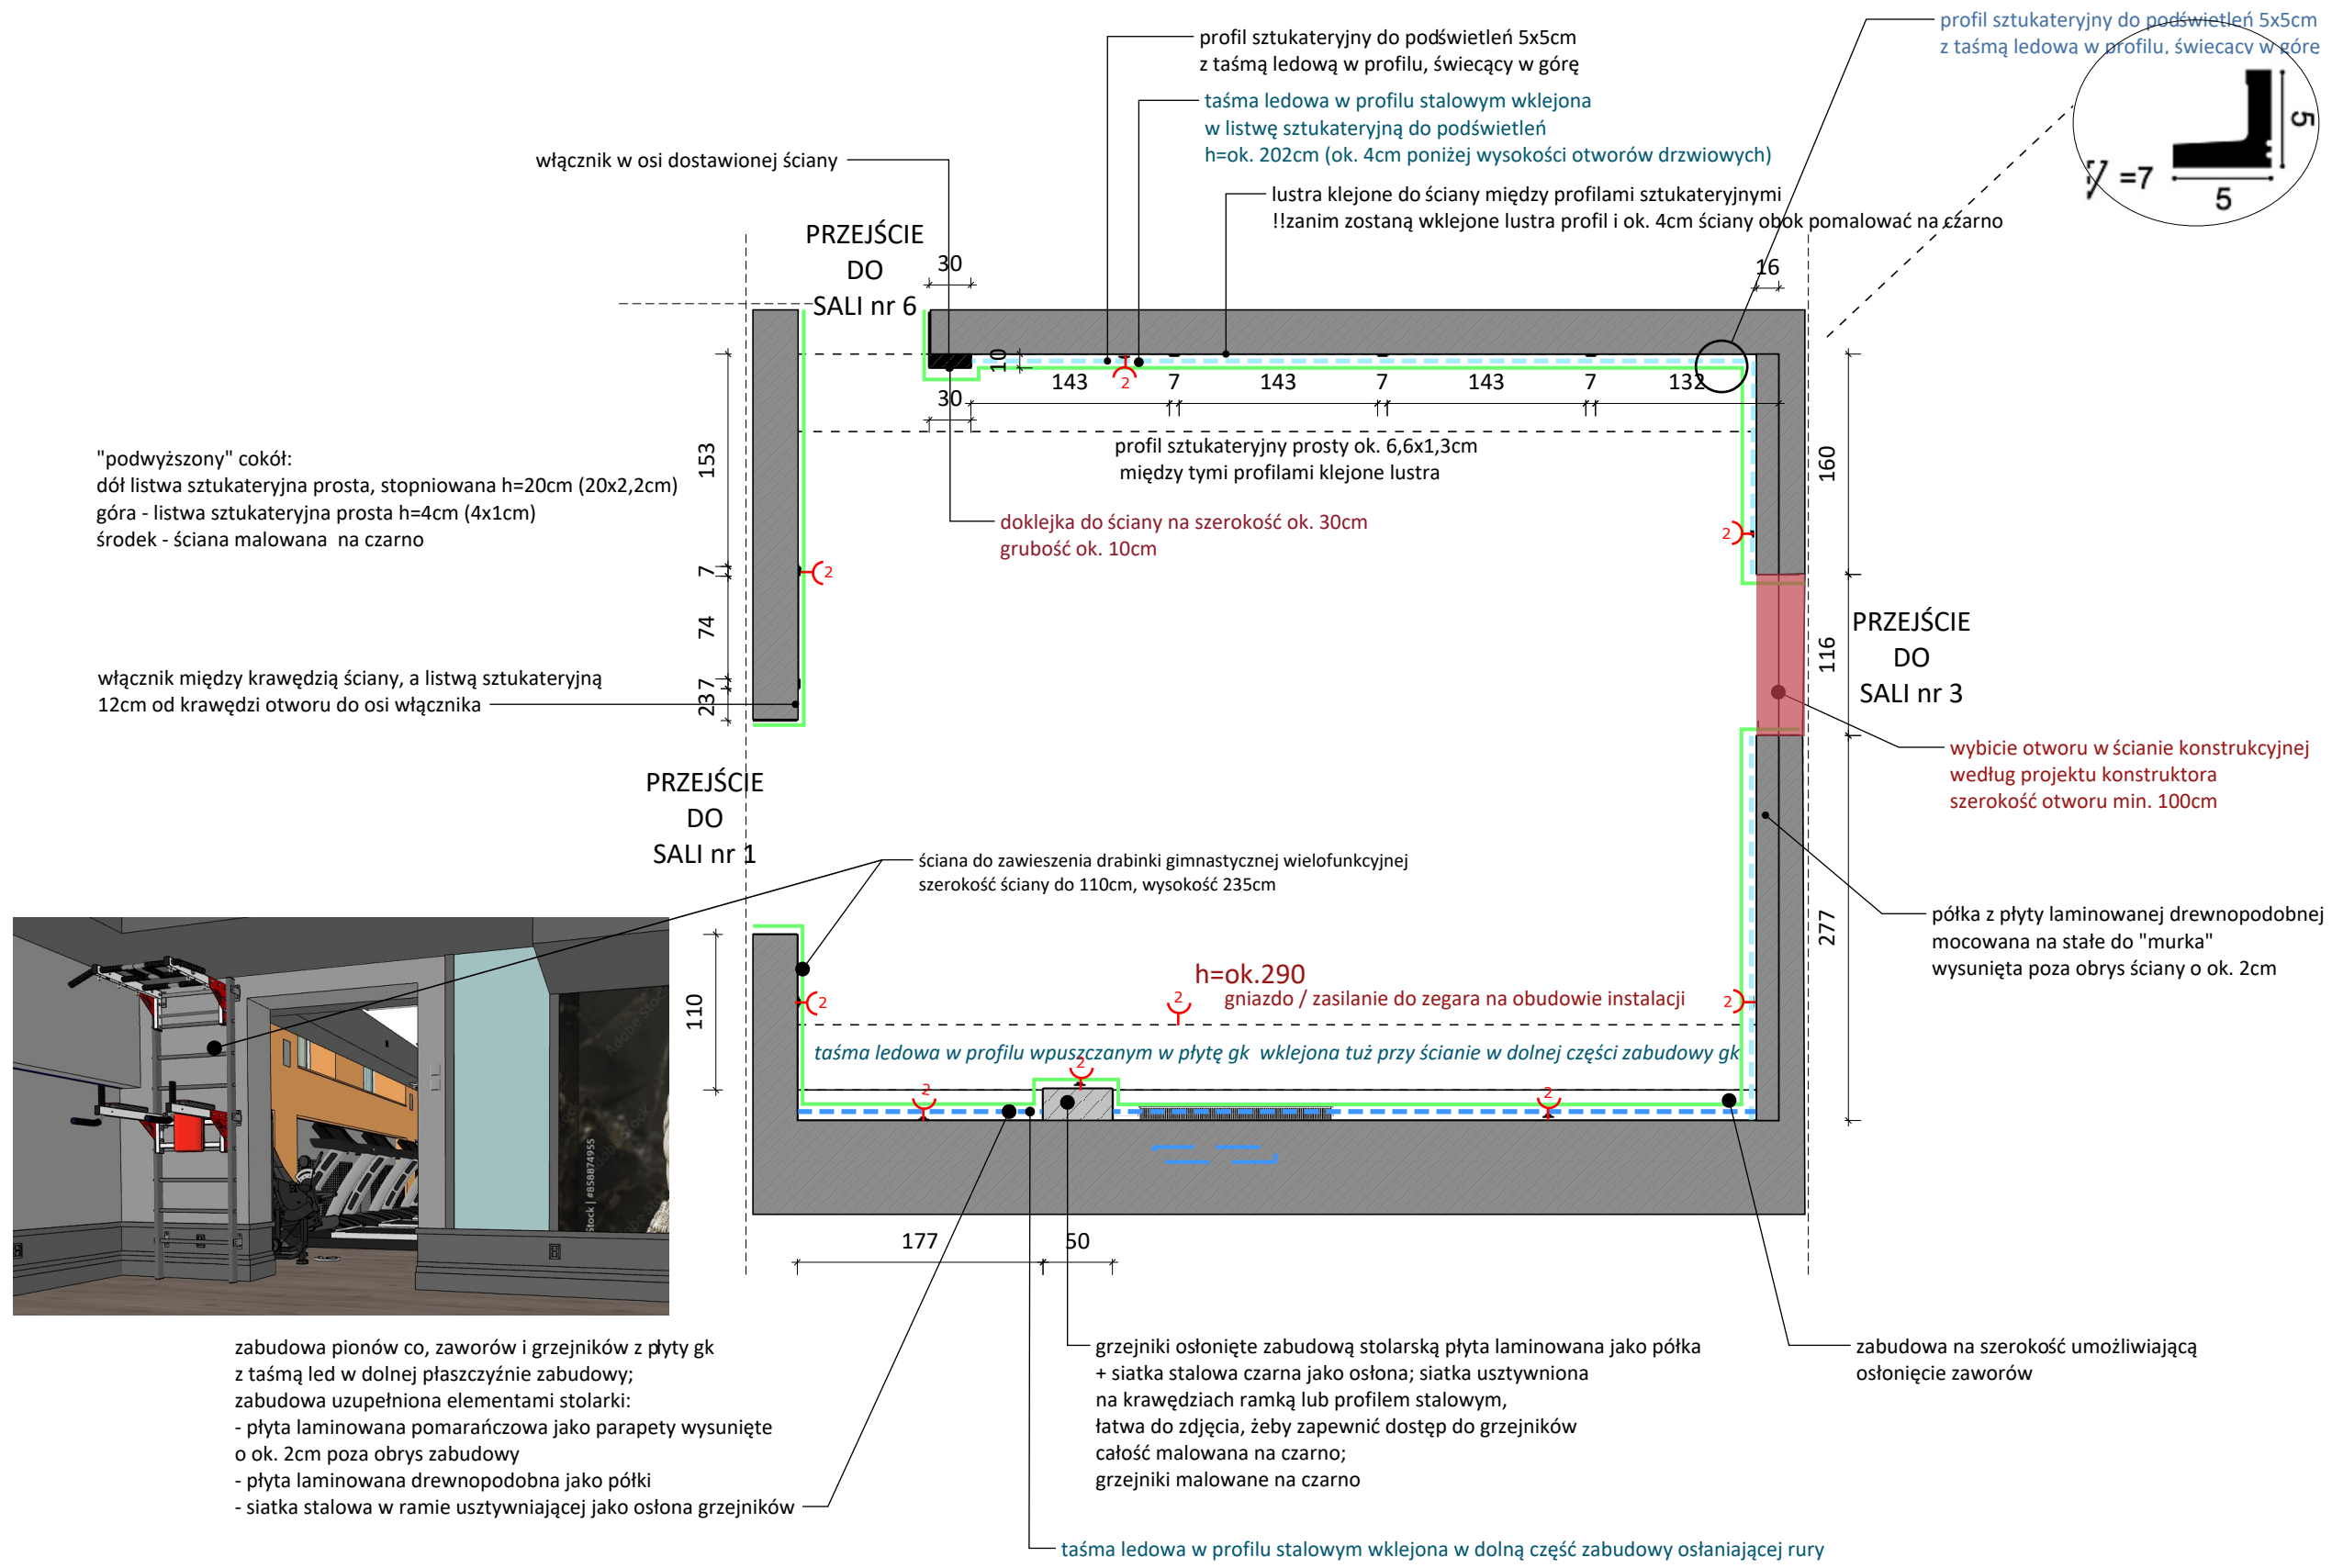 profil sztukateryjny do podświetleń 5x5cm
z taśmą ledową w profilu, świecący w górę
taśma ledowa w profilu stalowym wklejona
w listwę sztukateryjną do podświetleń
h=ok. 202cm (ok. 4cm poniżej wysokości otworów drzwiowych)
profil sztukateryjny do podświetleń 5x5cm
z taśmą ledowa w profilu, świecący w górę
5
=7
5
włącznik w osi dostawionej ściany
lustra klejone do ściany między profilami sztukateryjnymi
!!zanim zostaną wklejone lustra profil i ok. 4cm ściany obok pomalować na czarno
PRZEJŚCIE
DO
SALI nr 6
30
16
10
143
2
7
143
7
143
7
132
30
profil sztukateryjny prosty ok. 6,6x1,3cm
między tymi profilami klejone lustra
"podwyższony" cokół:
dół listwa sztukateryjna prosta, stopniowana h=20cm (20x2,2cm)
góra - listwa sztukateryjna prosta h=4cm (4x1cm)
środek - ściana malowana  na czarno
153
7
74
7
23
160
116
277
doklejka do ściany na szerokość ok. 30cm
grubość ok. 10cm
2
2
włącznik między krawędzią ściany, a listwą sztukateryjną
12cm od krawędzi otworu do osi włącznika
PRZEJŚCIE
DO
SALI nr 3
wybicie otworu w ścianie konstrukcyjnej
według projektu konstruktora
szerokość otworu min. 100cm
PRZEJŚCIE
DO
SALI nr 1
ściana do zawieszenia drabinki gimnastycznej wielofunkcyjnej
szerokość ściany do 110cm, wysokość 235cm
półka z płyty laminowanej drewnopodobnej
mocowana na stałe do "murka"
wysunięta poza obrys ściany o ok. 2cm
110
2
h=ok.290
2
gniazdo / zasilanie do zegara na obudowie instalacji
2
taśma ledowa w profilu wpuszczanym w płytę gk  wklejona tuż przy ścianie w dolnej części zabudowy gk
2
2
2
Adobe Stock
Stock | #858874955
177
50
zabudowa pionów co, zaworów i grzejników z płyty gk
z taśmą led w dolnej płaszczyźnie zabudowy;
zabudowa uzupełniona elementami stolarki:
- płyta laminowana pomarańczowa jako parapety wysunięte
o ok. 2cm poza obrys zabudowy
- płyta laminowana drewnopodobna jako półki
- siatka stalowa w ramie usztywniającej jako osłona grzejników
grzejniki osłonięte zabudową stolarską płyta laminowana jako półka
+ siatka stalowa czarna jako osłona; siatka usztywniona
na krawędziach ramką lub profilem stalowym,
łatwa do zdjęcia, żeby zapewnić dostęp do grzejników
całość malowana na czarno;
grzejniki malowane na czarno
zabudowa na szerokość umożliwiającą
osłonięcie zaworów
taśma ledowa w profilu stalowym wklejona w dolną część zabudowy osłaniającej rury